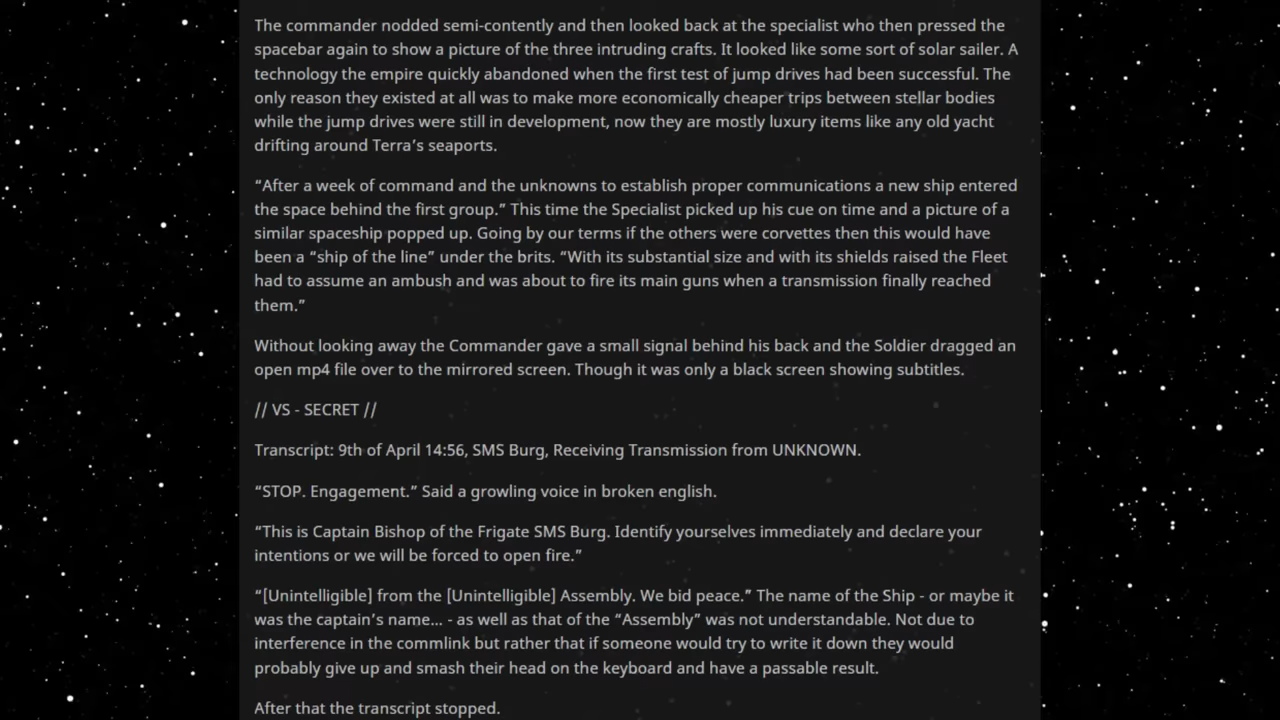 The commander nodded semi-contently and then looked back at the specialist who then pressed the
spacebar again to show a picture of the three intruding crafts. It looked like some sort of solar sailer. A
technology the empire quickly abandoned when the first test of jump drives had been successful. The
only reason they existed at all was to make more economically cheaper trips between stellar bodies
while the jump drives were still in development, now they are mostly luxury items like any old yacht
drifting around Terra’s seaports.
“After a week of command and the unknowns to establish proper communications a new ship entered
the space behind the first group.” This time the Specialist picked up his cue on time and a picture of a
similar spaceship popped up. Going by our terms if the others were corvettes then this would have
been a “ship of the line” under the brits. “With its substantial size and with its shields raised the Fleet
had to assume an ambush and was about to fire its main guns when a transmission finally reached
them.”
Without looking away the Commander gave a small signal behind his back and the Soldier dragged an
open mp4 file over to the mirrored screen. Though it was only a black screen showing subtitles.
// VS - SECRET //
Transcript: 9th of April 14:56, SMS Burg, Receiving Transmission from UNKNOWN.
“STOP. Engagement.” Said a growling voice in broken english.
“This is Captain Bishop of the Frigate SMS Burg. Identify yourselves immediately and declare your
intentions or we will be forced to open fire.”
“[Unintelligible] from the [Unintelligible] Assembly. We bid peace.” The name of the Ship - or maybe it
was the captain’s name... - as well as that of the “Assembly” was not understandable. Not due to
interference in the commlink but rather that if someone would try to write it down they would
probably give up and smash their head on the keyboard and have a passable result.
After that the transcript stopped.